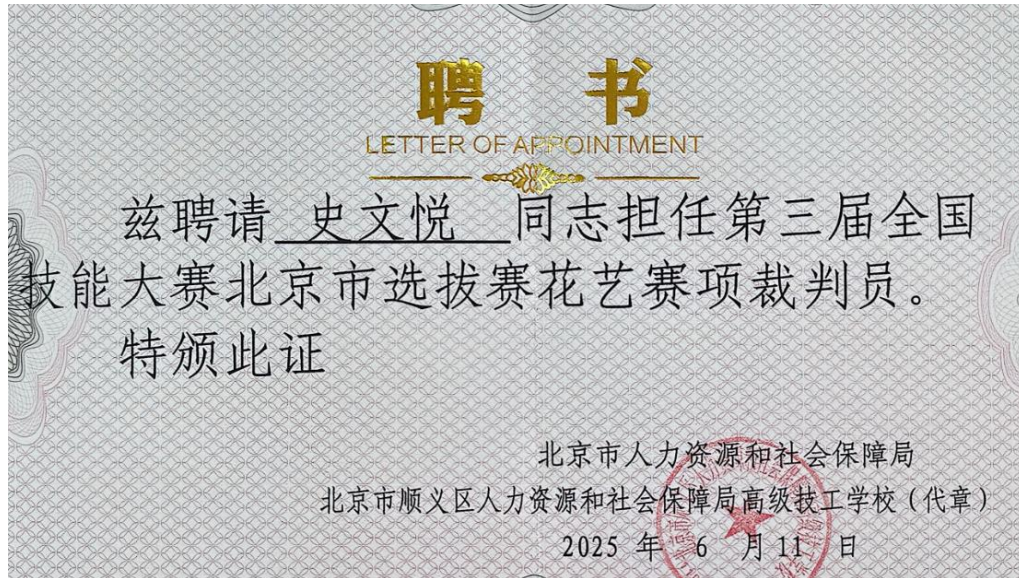 聘 书
LETTER OF APPOINTMENT
兹聘请 史文悦 同志担任第三届全国
技能大赛北京市选拔赛花艺赛项裁判员。
特颁此证
北京市人力资源和社会保障局
北京市顺义区人力资源和社会保障局高级技工学校（代章）
2025 年 6 月 11 日